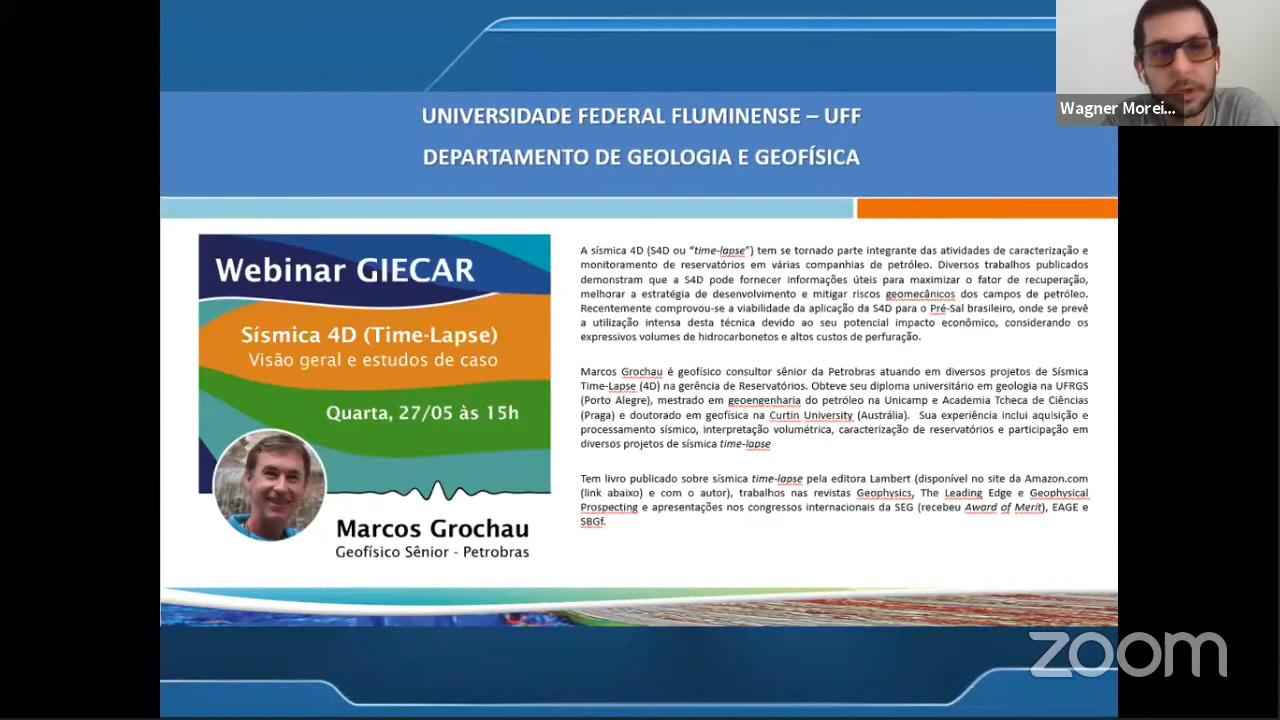 UNIVERSIDADE FEDERAL FLUMINENSE – UFF
DEPARTAMENTO DE GEOLOGIA E GEOFÍSICA
Wagner Morei...
Webinar GIECAR
Sísmica 4D (Time-Lapse)
Visão geral e estudos de caso
Quarta, 27/05 às 15h
Marcos Grochau
Geofísico Sênior - Petrobras
A sísmica 4D (S4D ou “time-lapse”) tem se tornado parte integrante das atividades de caracterização e
monitoramento de reservatórios em várias companhias de petróleo. Diversos trabalhos publicados
demonstram que a S4D pode fornecer informações úteis para maximizar o fator de recuperação,
melhorar a estratégia de desenvolvimento e mitigar riscos geomecânicos dos campos de petróleo.
Recentemente comprovou-se a viabilidade da aplicação da S4D para o Pré-Sal brasileiro, onde se prevê
a utilização intensa desta técnica devido ao seu potencial impacto econômico, considerando os
expressivos volumes de hidrocarbonetos e altos custos de perfuração.
Marcos Grochau é geofísico consultor sênior da Petrobras atuando em diversos projetos de Sísmica
Time-Lapse (4D) na gerência de Reservatórios. Obteve seu diploma universitário em geologia na UFRGS
(Porto Alegre), mestrado em geoengenharia do petróleo na Unicamp e Academia Tcheca de Ciências
(Praga) e doutorado em geofísica na Curtin University (Austrália). Sua experiência inclui aquisição e
processamento sísmico, interpretação volumétrica, caracterização de reservatórios e participação em
diversos projetos de sísmica time-lapse
Tem livro publicado sobre sísmica time-lapse pela editora Lambert (disponível no site da Amazon.com
(link abaixo) e com o autor), trabalhos nas revistas Geophysics, The Leading Edge e Geophysical
Prospecting e apresentações nos congressos internacionais da SEG (recebeu Award of Merit), EAGE e
SBGf.
zoom